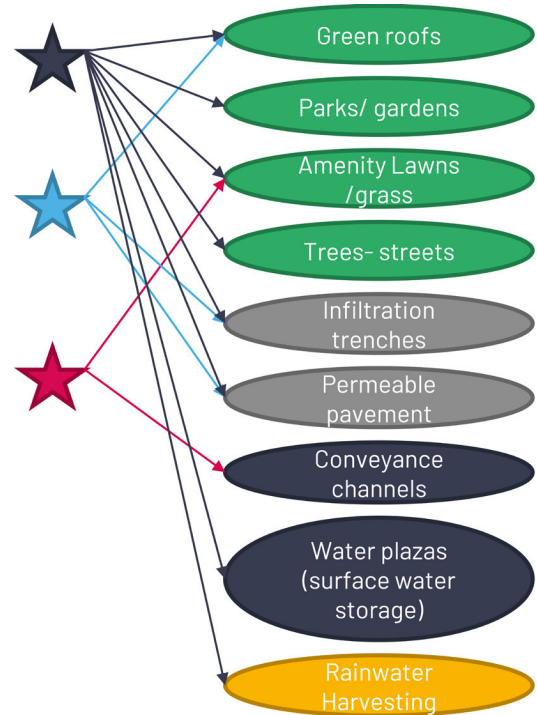 Green roofs
Parks/ gardens
Amenity Lawns
/grass
Trees- streets
Infiltration
trenches
Permeable
pavement
Conveyance
channels
Water plazas
(surface water
storage)
Rainwater
Harvesting